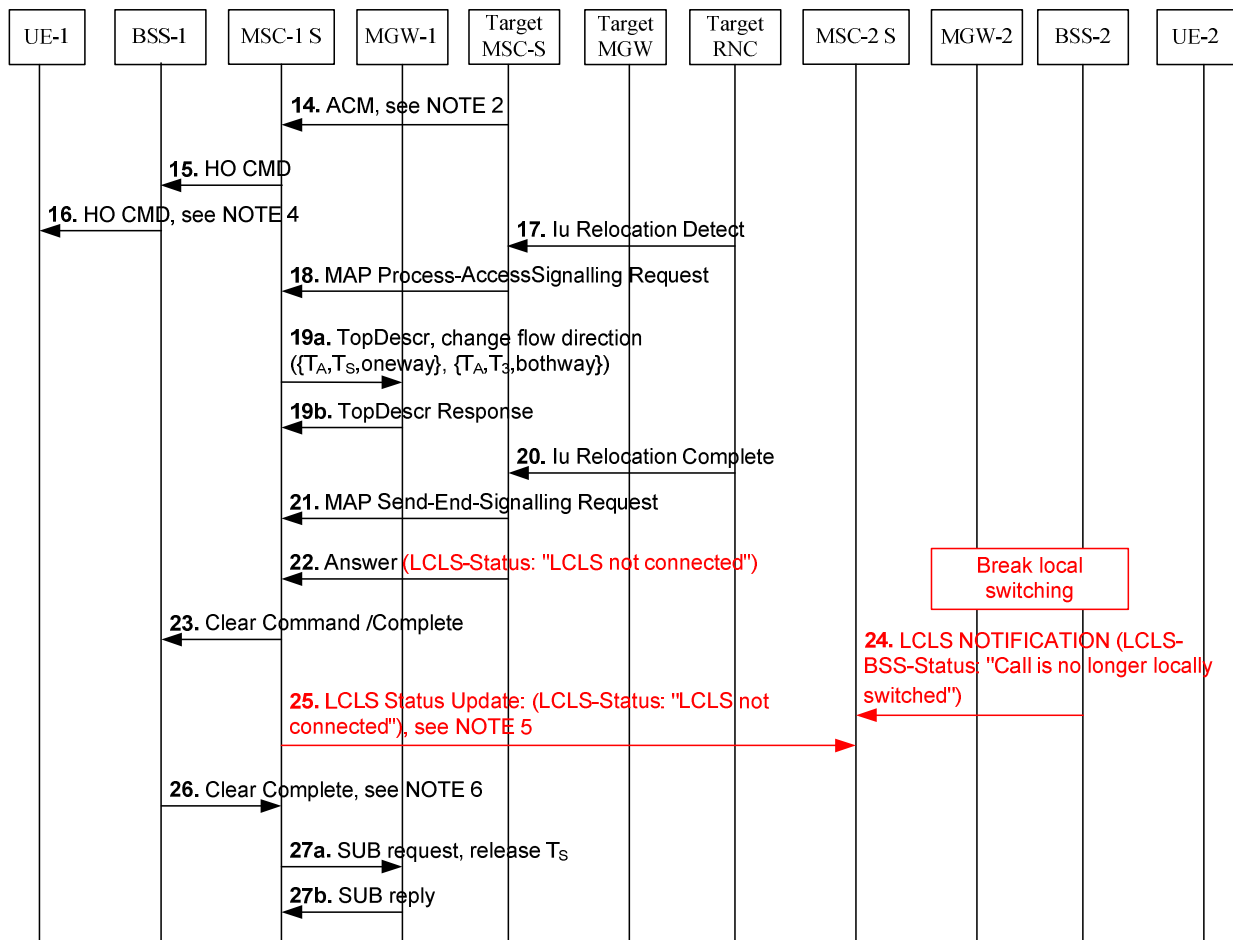 UE-1
BSS-1
MSC-1 S
MGW-1
Target
MSC-S
Target
MGW
Target
RNC
MSC-2 S
MGW-2
BSS-2
UE-2
14. ACM, see NOTE 2
15. HO CMD
16. HO CMD, see NOTE 4
17. Iu Relocation Detect
18. MAP Process-AccessSignalling Request
19a. TopDescr, change flow direction
({TA,TS,oneway}, {TA,T3,bothway})
19b. TopDescr Response
20. Iu Relocation Complete
21. MAP Send-End-Signalling Request
22. Answer (LCLS-Status: "LCLS not connected")
Break local
switching
23. Clear Command /Complete
24. LCLS NOTIFICATION (LCLS-
BSS-Status: "Call is no longer locally
switched")
25. LCLS Status Update: (LCLS-Status: "LCLS not
connected"), see NOTE 5
26. Clear Complete, see NOTE 6
27a. SUB request, release TS
27b. SUB reply